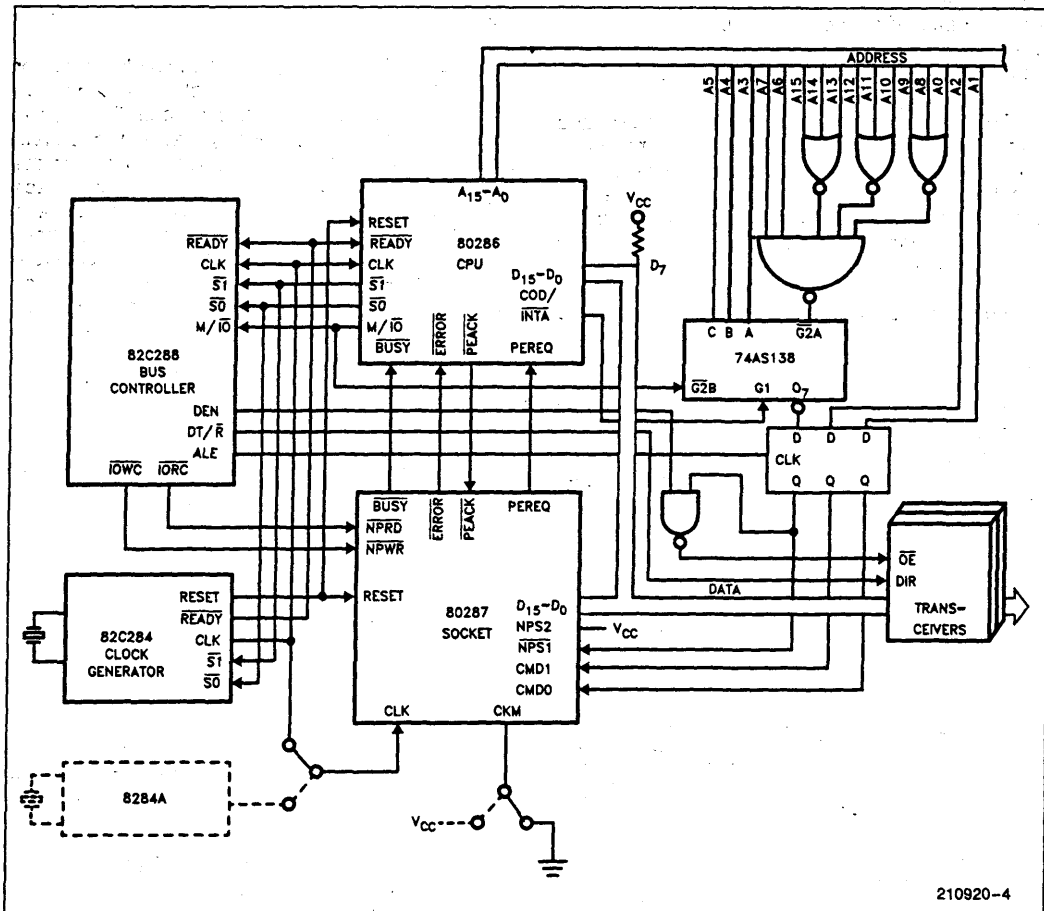 ADDRESS
A5 A4 A3 A7 A6 A15 A14 A13 A12 A11 A10 A9 A8 A0 A2 A1
A15–A0
RESET
READY
CLK
S1
S0
M/IO
BUSY
ERROR
PEACK
PEREQ
80286
CPU
D15–D0
COD/
INTA
VCC
D7
READY
CLK
S1
S0
M/IO
82C288
BUS
CONTROLLER
DEN
DT/R
ALE
IOWC IORC
C B A G2A
74AS138
G2B G1 O7
D D D
CLK
Q Q Q
OE
DIR
TRANS–
CEIVERS
DATA
BUSY
ERROR
PEACK
PEREQ
NPRD
NPWR
RESET
80287
SOCKET
D15–D0
NPS2
VCC
NPS1
CMD1
CMD0
CLK CKM
RESET
READY
CLK
S1
S0
82C284
CLOCK
GENERATOR
8284A
VCC
210920–4